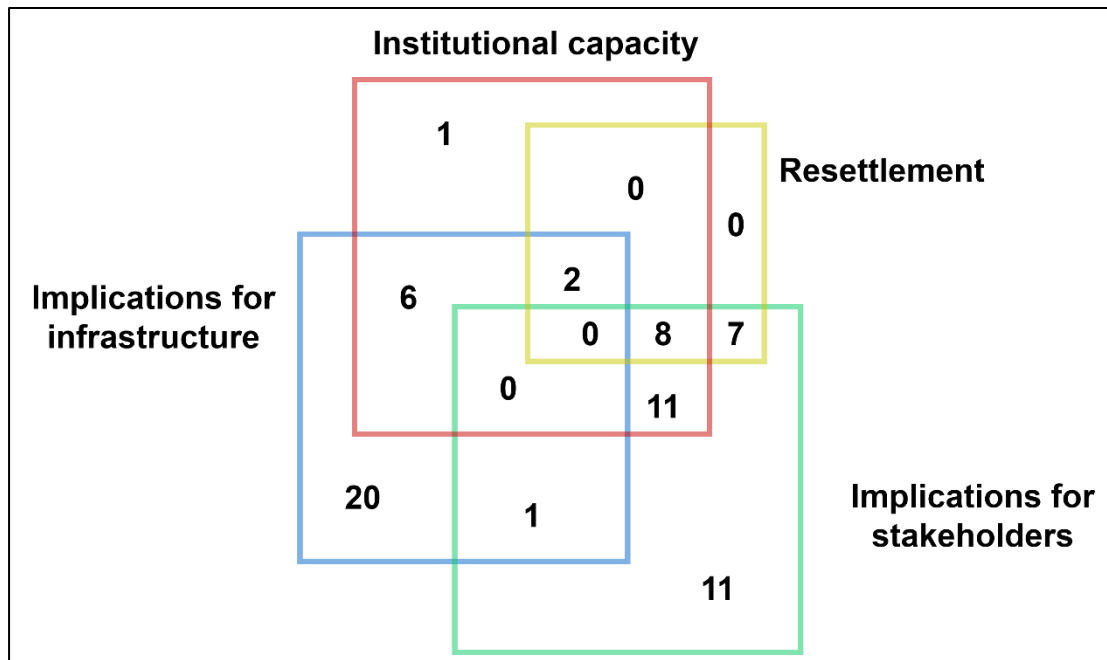 Institutional capacity
1
Resettlement
0
0
Implications for
infrastructure
6
2
0
8
7
0
11
20
1
Implications for
stakeholders
11